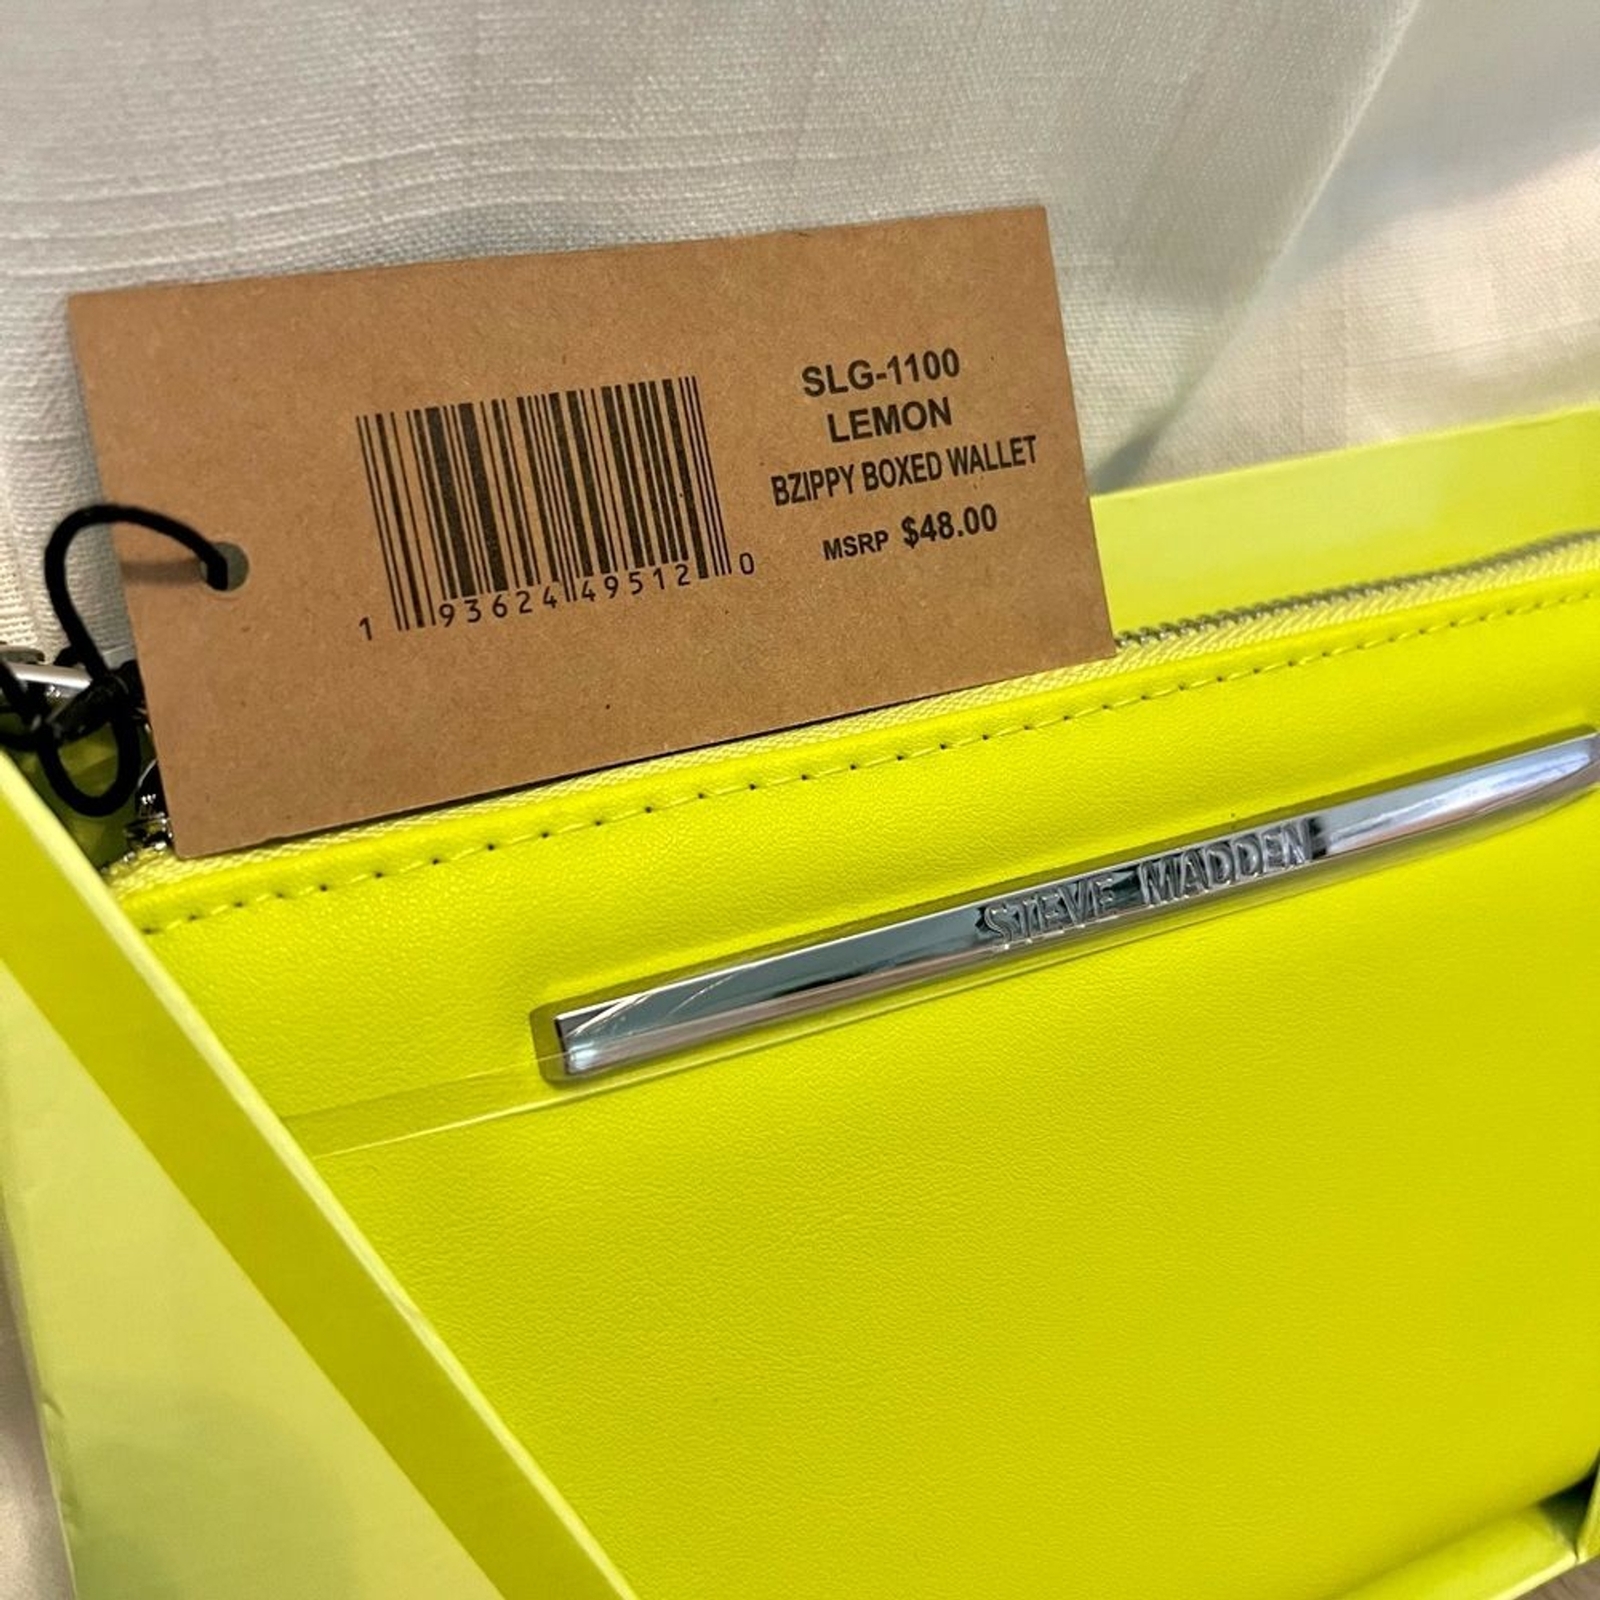 SLG-1100
LEMON
BZIPPY BOXED WALLET
MSRP $48.00
1 93624 49512 0
STEVE MADDEN